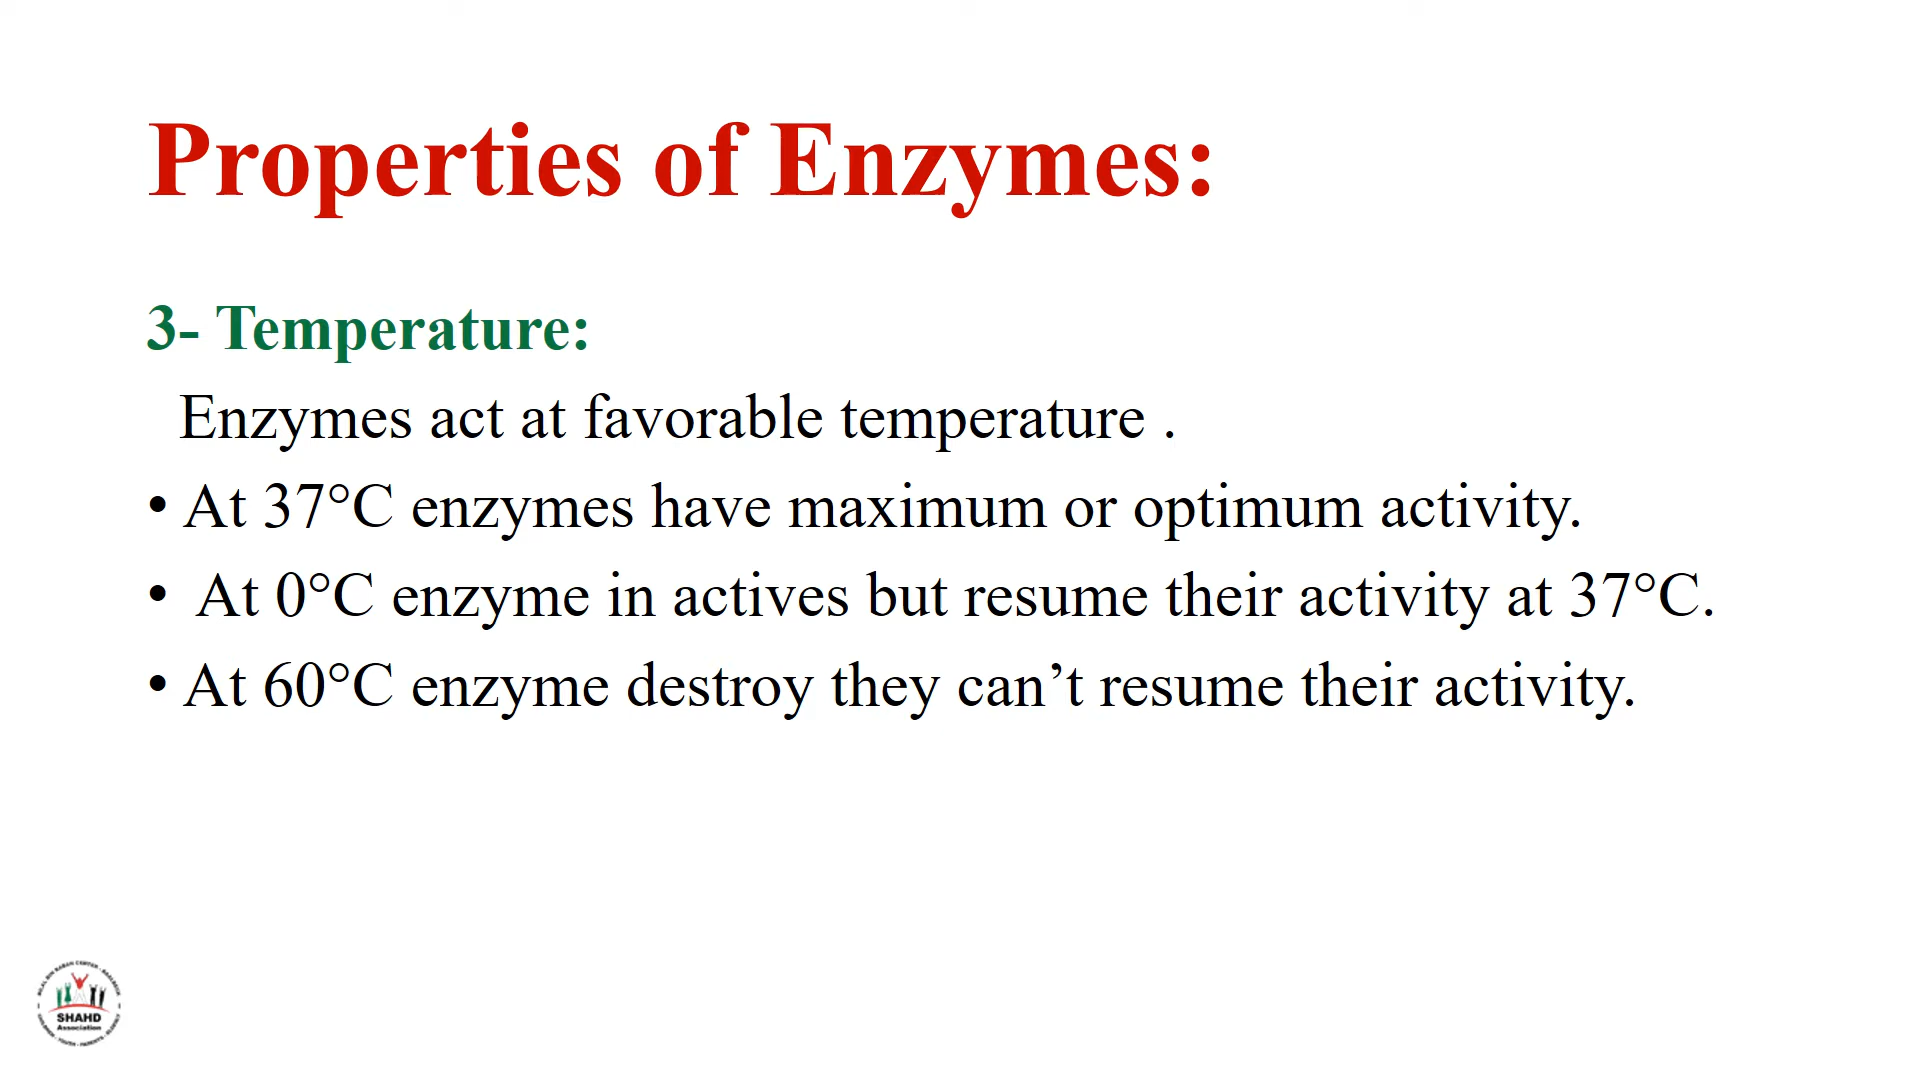 Properties of Enzymes:
3- Temperature:
Enzymes act at favorable temperature .
• At 37°C enzymes have maximum or optimum activity.
• At 0°C enzyme in actives but resume their activity at 37°C.
• At 60°C enzyme destroy they can’t resume their activity.
SHAHD
Association